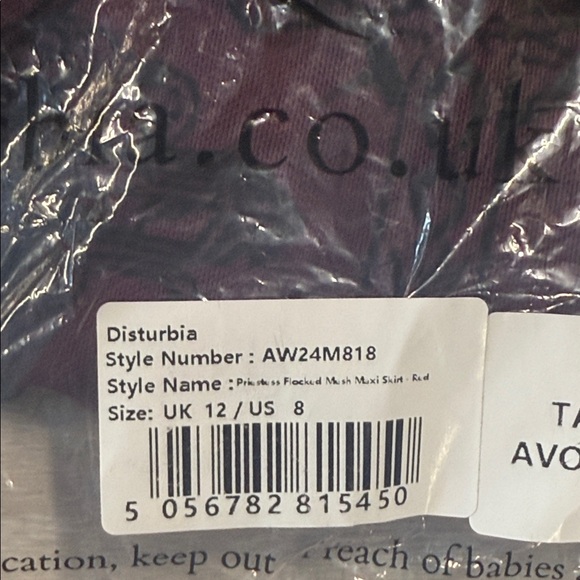 bia.co.uk
Disturbia
Style Number : AW24M818
Style Name : Priestess Flocked Mesh Maxi Skirt - Red
Size: UK 12 / US 8
5 056782 815450
TA
AVO
cation, keep out reach of babies